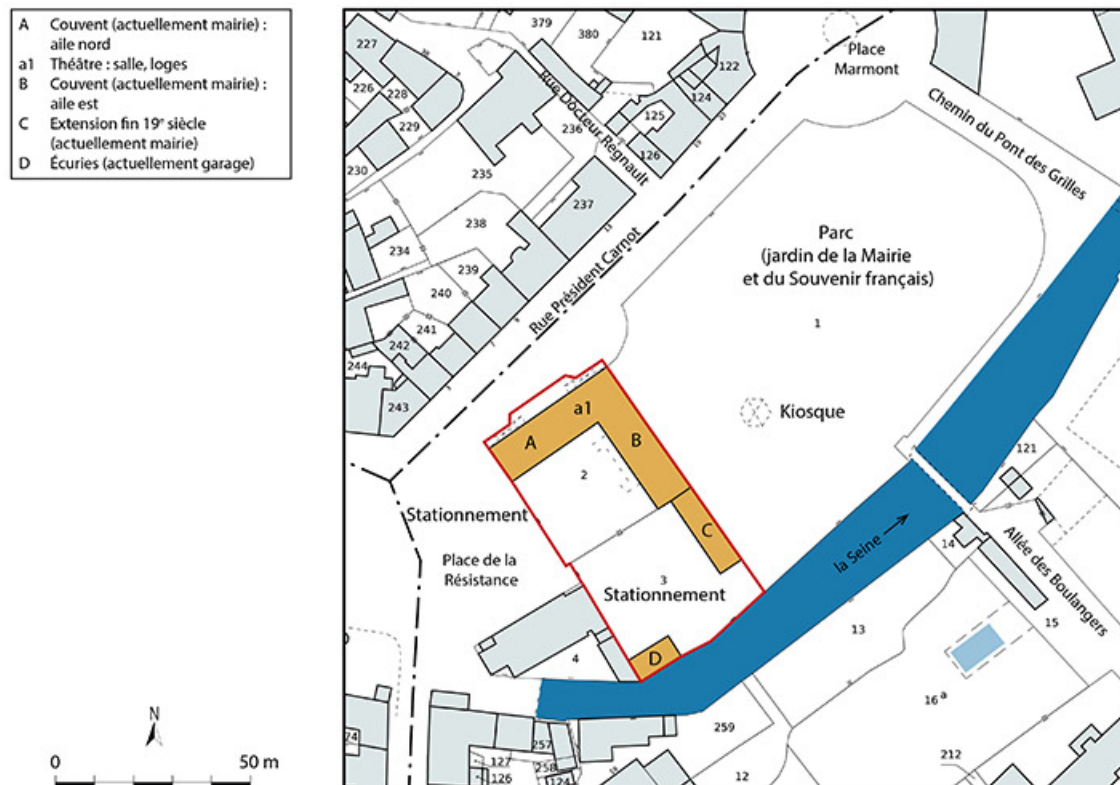 A Couvent (actuellement mairie) :
aile nord
a1 Théâtre : salle, loges
B Couvent (actuellement mairie) :
aile est
C Extension fin 19e siècle
(actuellement mairie)
D Écuries (actuellement garage)
N
0 50 m
379
380
121
227
226
228
229
230
Rue Docteur Regnault
236
235
122
124
125
126
Place
Marmont
Chemin du Pont des Grilles
237
13
238
234
239
240
241
242
244
243
Rue Président Carnot
Parc
(jardin de la Mairie
et du Souvenir français)
1
Kiosque
A
a1
B
2
C
Stationnement
Place de la
Résistance
3
Stationnement
D
4
la Seine
121
14
Allée des Boulangers
15
13
16a
259
212
12
257
258
127
126
124
74